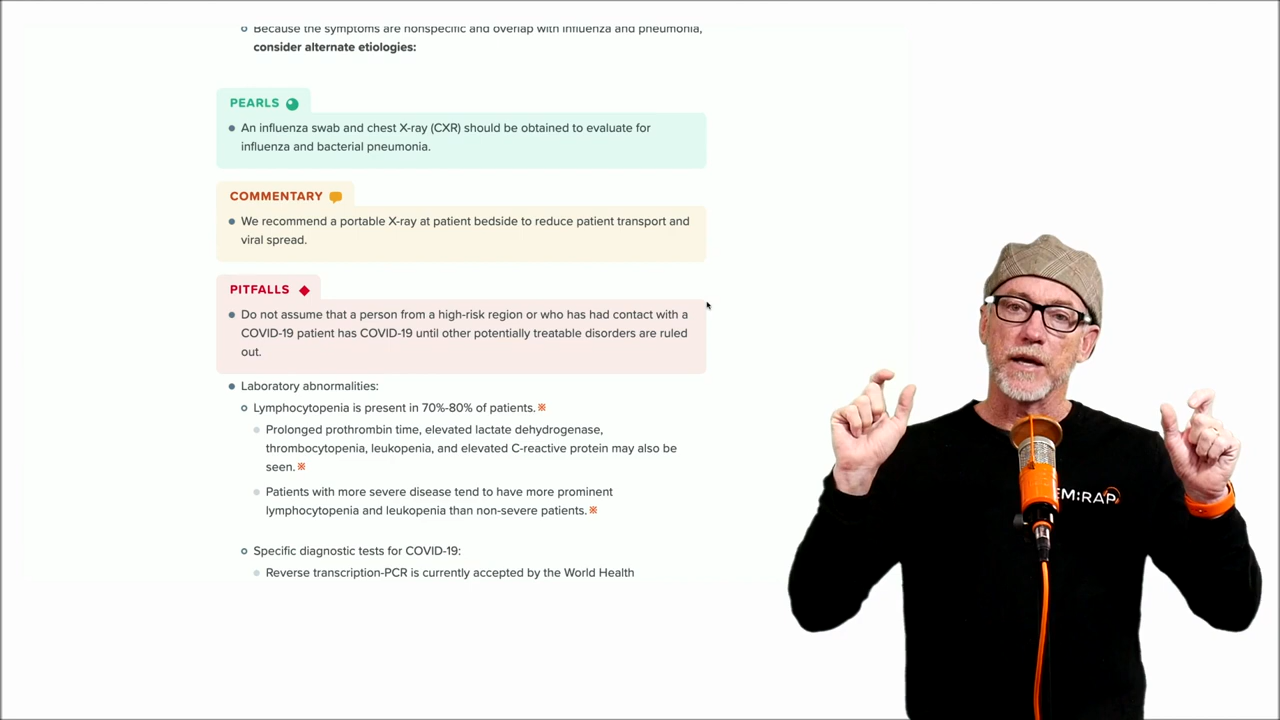 Because the symptoms are nonspecific and overlap with influenza and pneumonia,
consider alternate etiologies:
PEARLS
An influenza swab and chest X-ray (CXR) should be obtained to evaluate for
influenza and bacterial pneumonia.
COMMENTARY
We recommend a portable X-ray at patient bedside to reduce patient transport and
viral spread.
PITFALLS
Do not assume that a person from a high-risk region or who has had contact with a
COVID-19 patient has COVID-19 until other potentially treatable disorders are ruled
out.
Laboratory abnormalities:
Lymphocytopenia is present in 70%-80% of patients.※
Prolonged prothrombin time, elevated lactate dehydrogenase,
thrombocytopenia, leukopenia, and elevated C-reactive protein may also be
seen.※
Patients with more severe disease tend to have more prominent
lymphocytopenia and leukopenia than non-severe patients.※
Specific diagnostic tests for COVID-19:
Reverse transcription-PCR is currently accepted by the World Health
EM:RAP